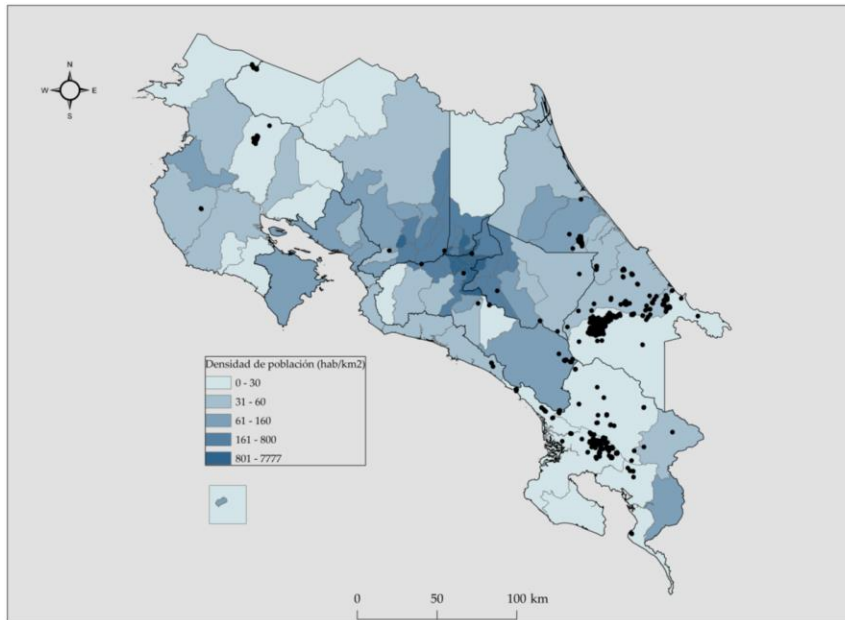 N
W E
S
Densidad de población (hab/km2)
0 - 30
31 - 60
61 - 160
161 - 800
801 - 7777
0 50 100 km